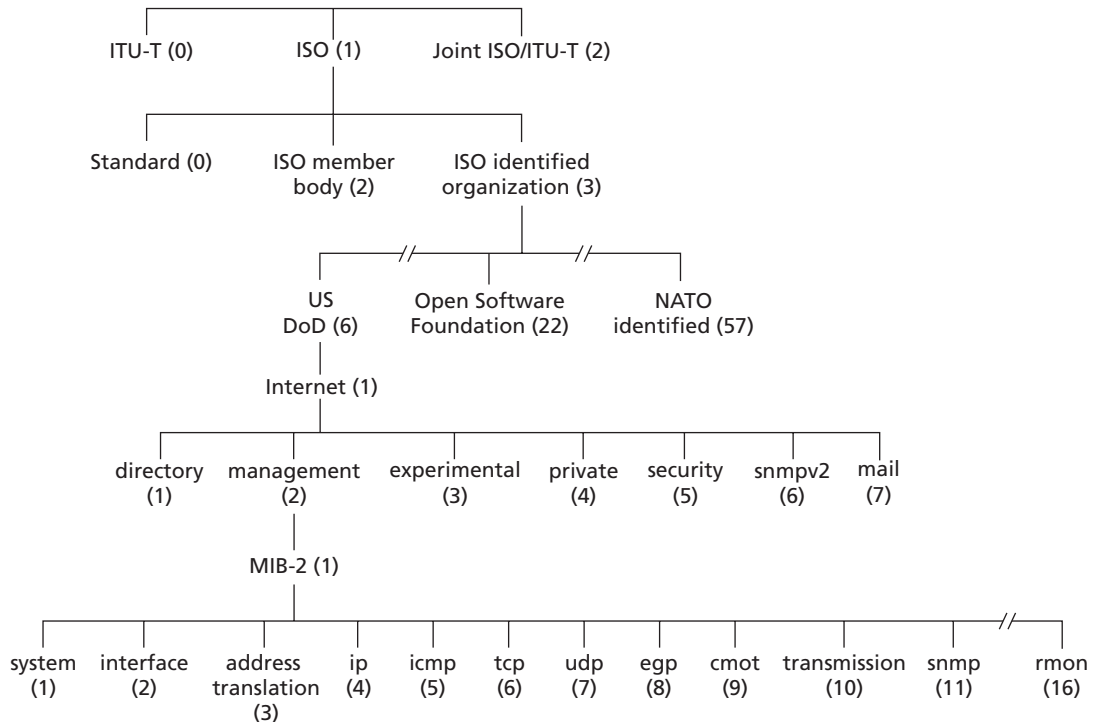 ITU-T (0) ISO (1) Joint ISO/ITU-T (2)
Standard (0) ISO member ISO identified
body (2) organization (3)
US Open Software NATO
DoD (6) Foundation (22) identified (57)
Internet (1)
directory management experimental private security snmpv2 mail
(1) (2) (3) (4) (5) (6) (7)
MIB-2 (1)
system interface address ip icmp tcp udp egp cmot transmission snmp rmon
(1) (2) translation (4) (5) (6) (7) (8) (9) (10) (11) (16)
(3)